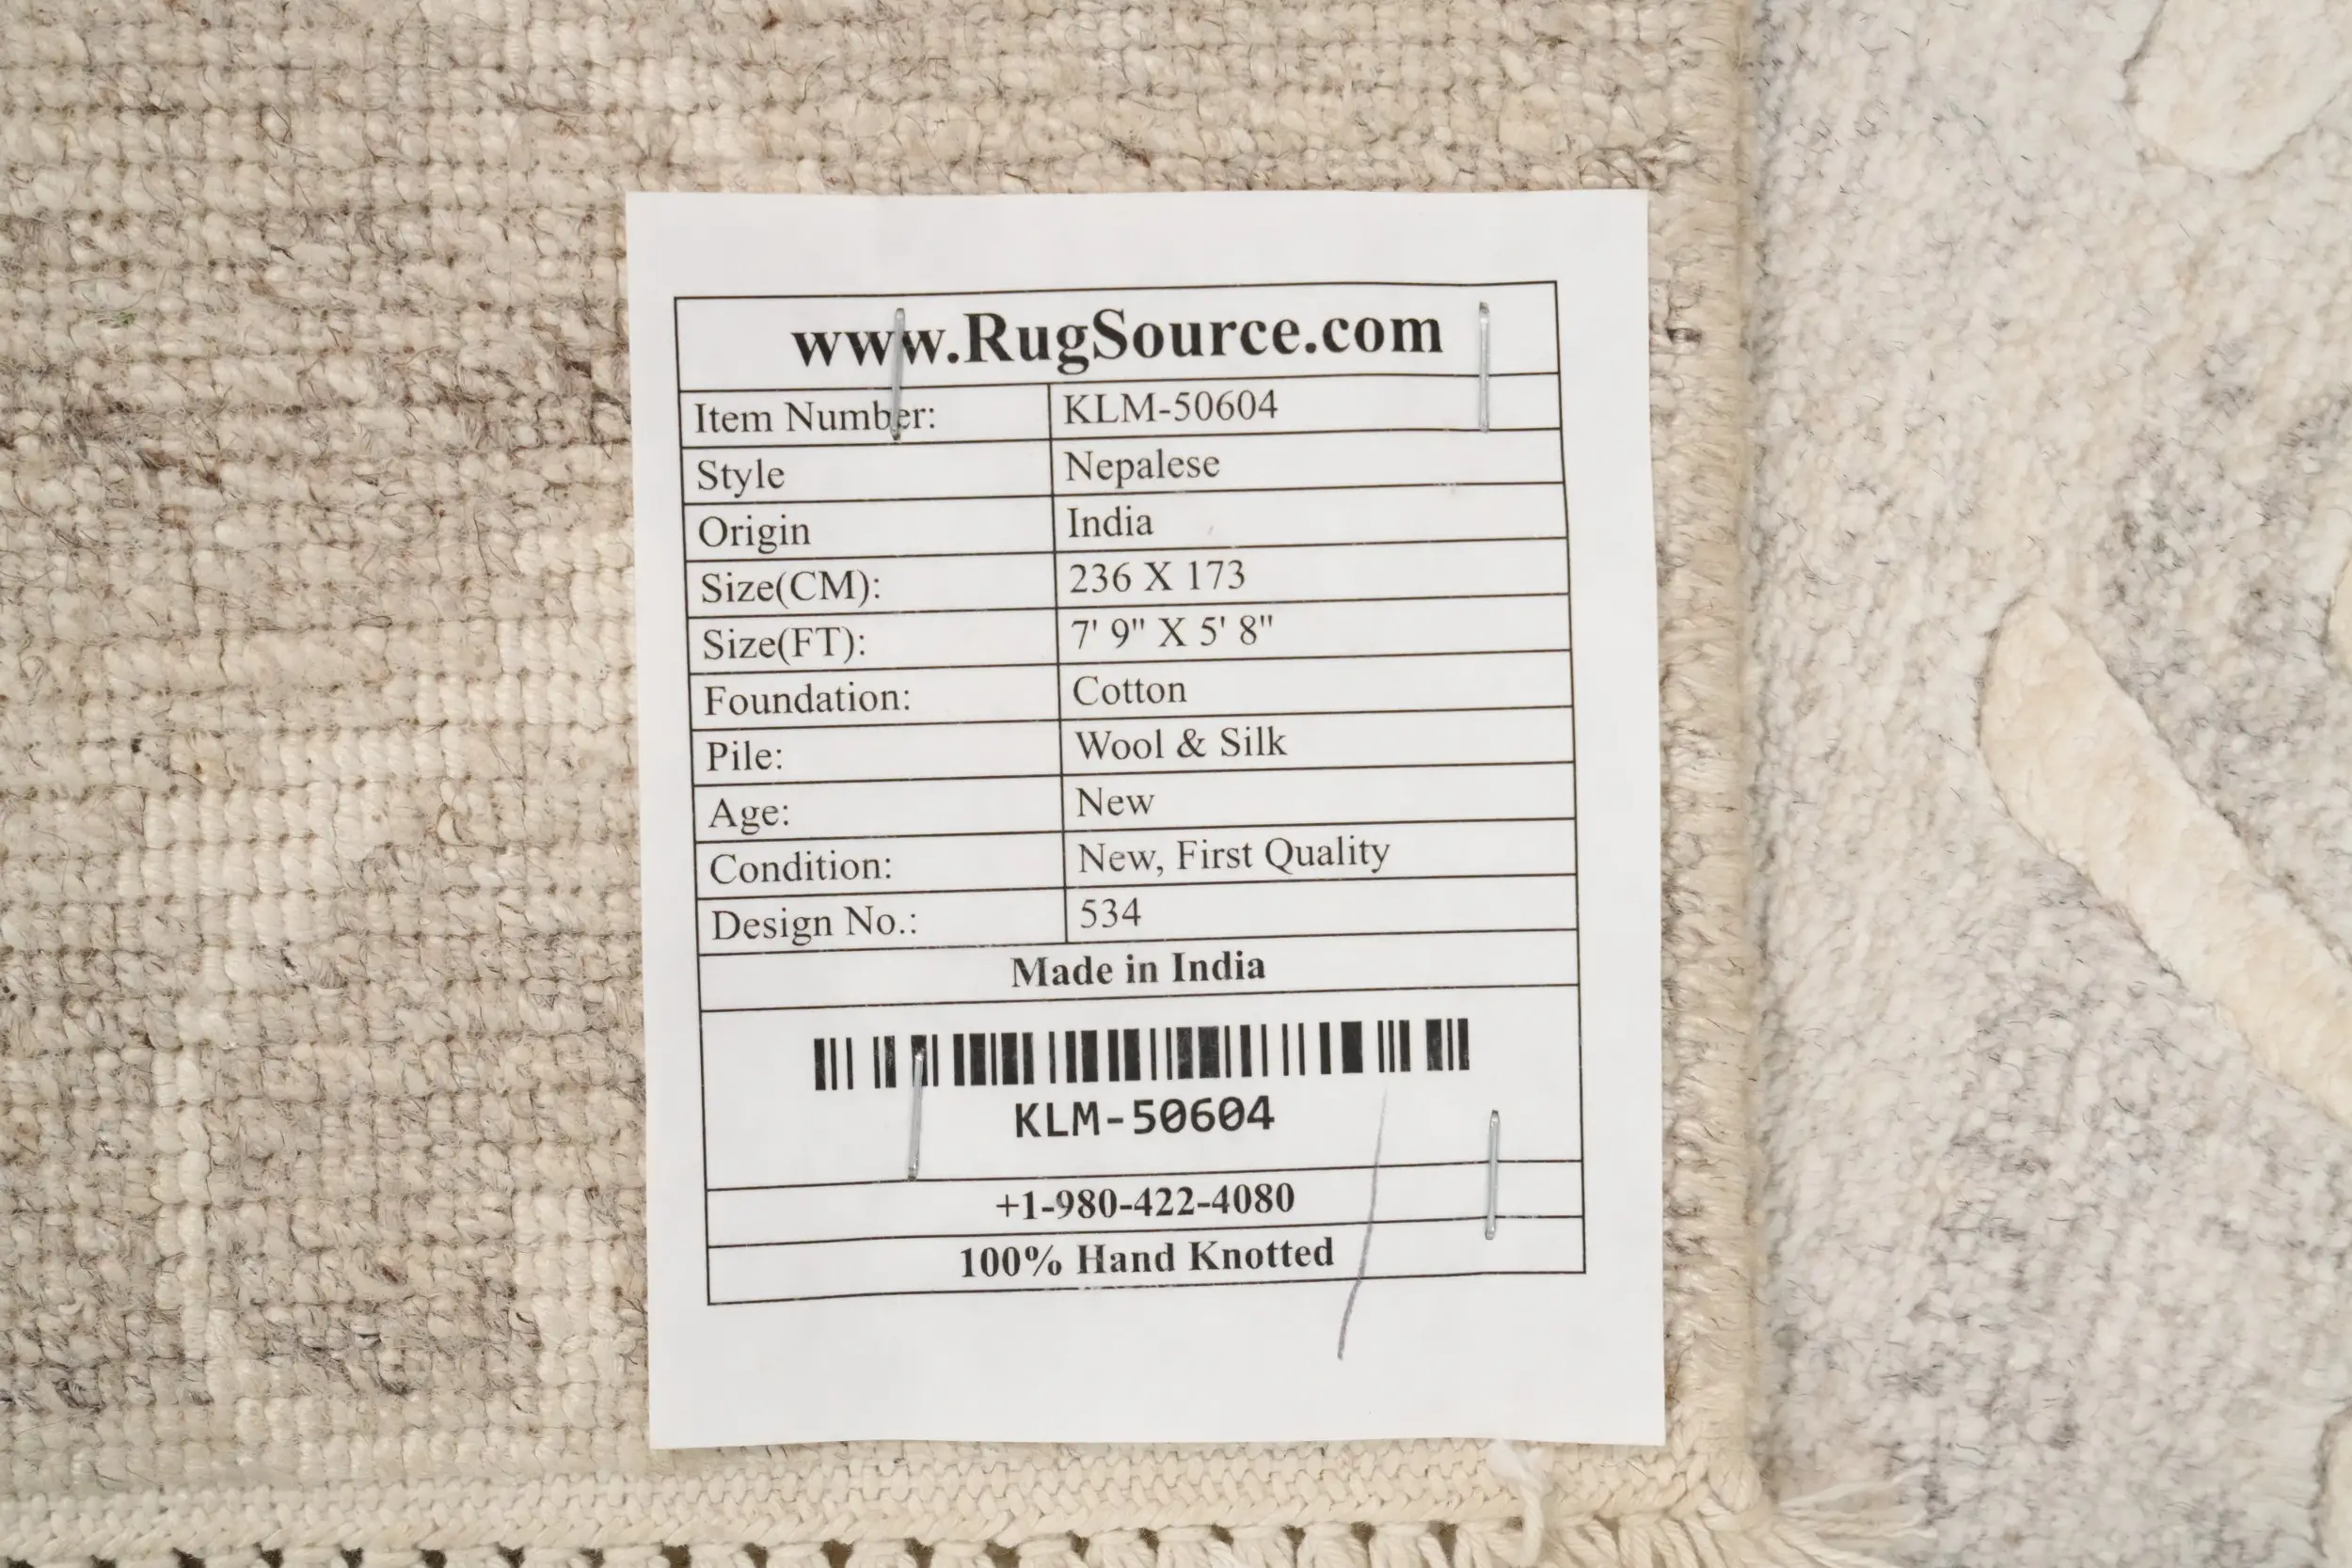 www.RugSource.com
Item Number: KLM-50604
Style Nepalese
Origin India
Size(CM): 236 X 173
Size(FT): 7' 9" X 5' 8"
Foundation: Cotton
Pile: Wool & Silk
Age: New
Condition: New, First Quality
Design No.: 534
Made in India
KLM-50604
+1-980-422-4080
100% Hand Knotted